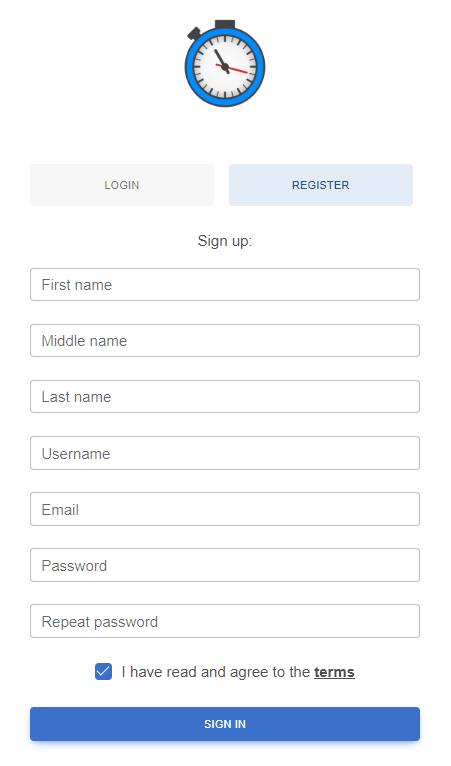 LOGIN REGISTER
Sign up:
First name
Middle name
Last name
Username
Email
Password
Repeat password
I have read and agree to the terms
SIGN IN